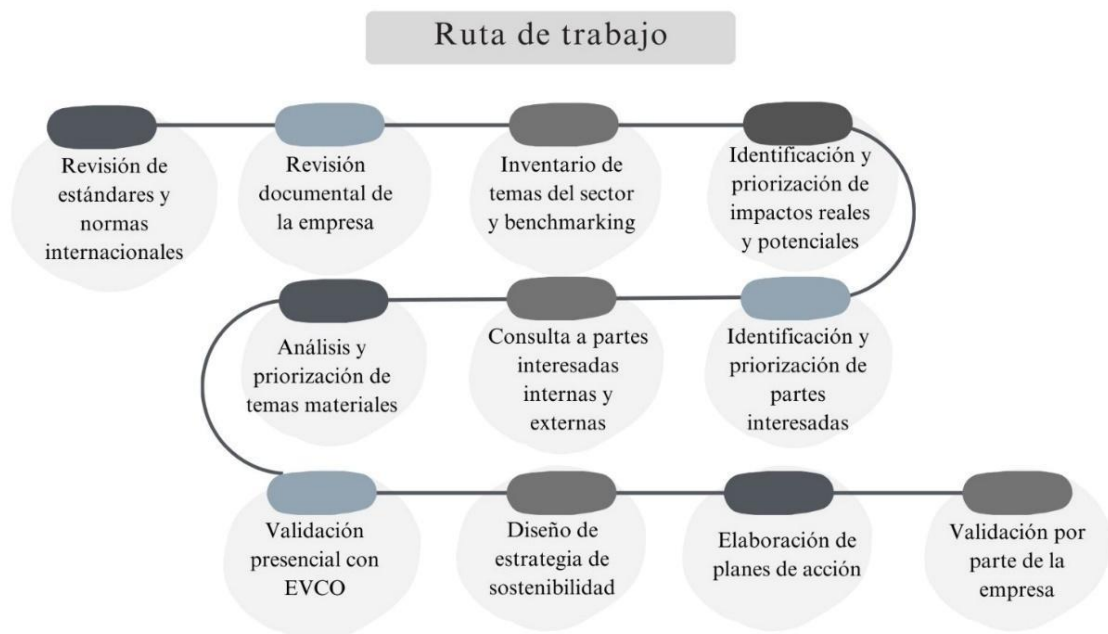 Ruta de trabajo
Revisión de
estándares y
normas
internacionales
Revisión
documental de
la empresa
Inventario de
temas del sector
y benchmarking
Identificación y
priorización de
impactos reales
y potenciales
Identificación y
priorización de
partes
interesadas
Consulta a partes
interesadas
internas y
externas
Análisis y
priorización de
temas materiales
Validación
presencial con
EVCO
Diseño de
estrategia de
sostenibilidad
Elaboración de
planes de acción
Validación por
parte de la
empresa